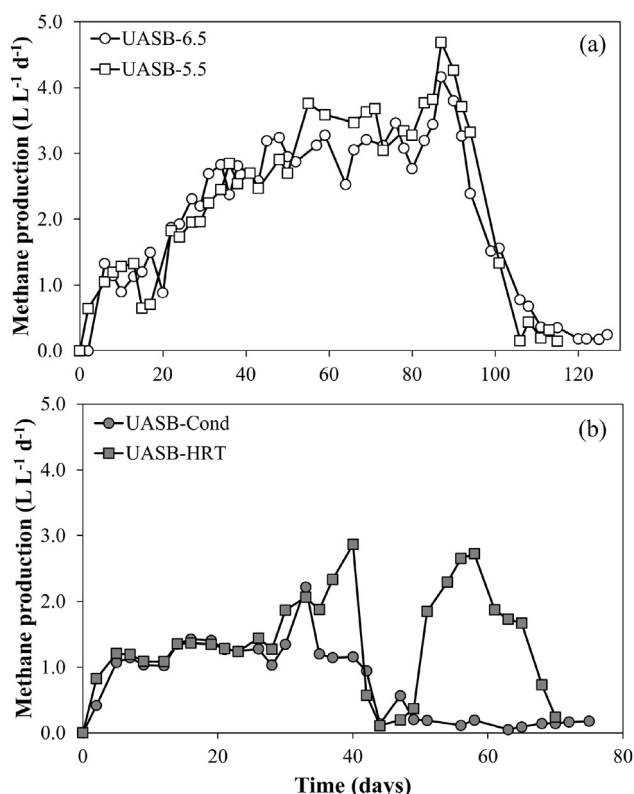 5.0
UASB-6.5
(a)
UASB-5.5
4.0
3.0
2.0
1.0
0.0
Methane production (L L⁻¹ d⁻¹)
0 20 40 60 80 100 120
5.0
UASB-Cond
(b)
UASB-HRT
4.0
3.0
2.0
1.0
0.0
Methane production (L L⁻¹ d⁻¹)
0 20 40 60 80
Time (days)